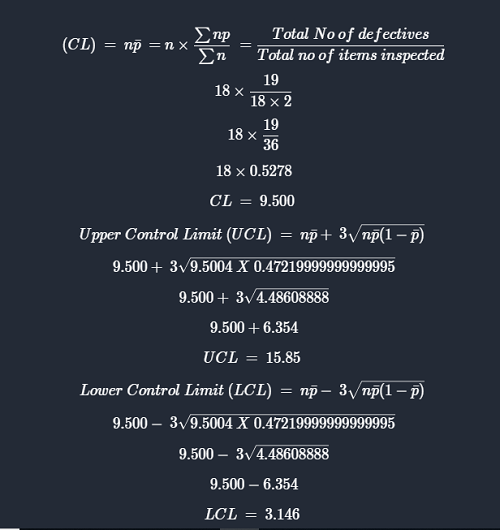 (CL) = np̄ = n × ∑np / ∑n = Total No of defectives / Total no of items inspected
18 × 19 / 18 × 2
18 × 19 / 36
18 × 0.5278
CL = 9.500
Upper Control Limit (UCL) = np̄ + 3√np̄(1 − p̄)
9.500 + 3√9.5004 X 0.47219999999999995
9.500 + 3√4.48608888
9.500 + 6.354
UCL = 15.85
Lower Control Limit (LCL) = np̄ − 3√np̄(1 − p̄)
9.500 − 3√9.5004 X 0.47219999999999995
9.500 − 3√4.48608888
9.500 − 6.354
LCL = 3.146